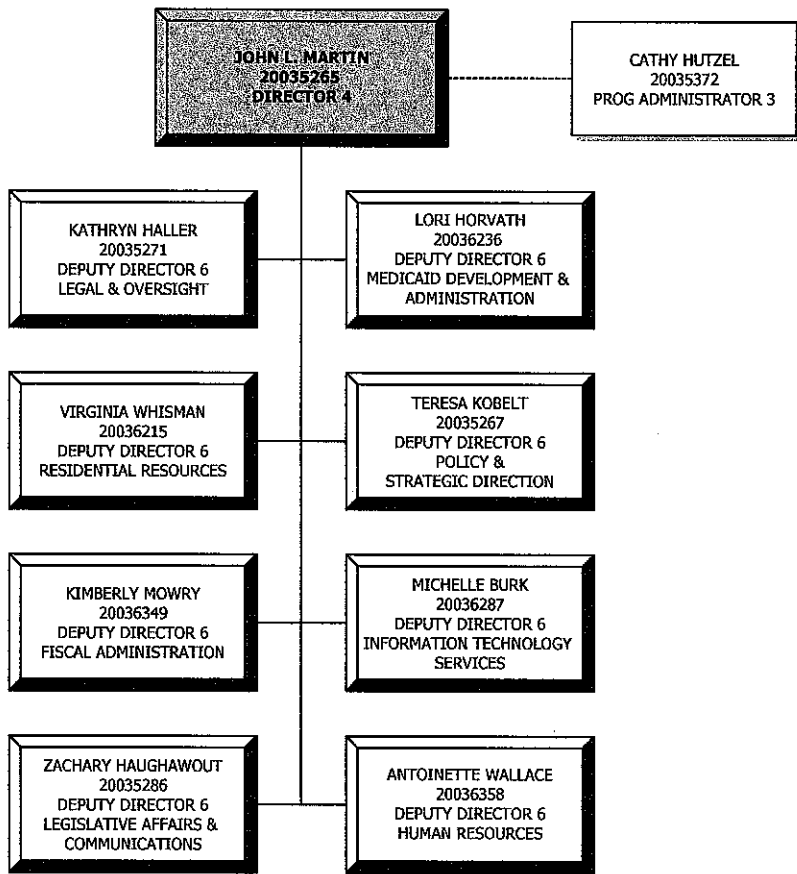 JOHN L. MARTIN
20035265
DIRECTOR 4
CATHY HUTZEL
20035372
PROG ADMINISTRATOR 3
KATHRYN HALLER
20035271
DEPUTY DIRECTOR 6
LEGAL & OVERSIGHT
LORI HORVATH
20036236
DEPUTY DIRECTOR 6
MEDICAID DEVELOPMENT &
ADMINISTRATION
VIRGINIA WHISMAN
20036215
DEPUTY DIRECTOR 6
RESIDENTIAL RESOURCES
TERESA KOBELT
20035267
DEPUTY DIRECTOR 6
POLICY &
STRATEGIC DIRECTION
KIMBERLY MOWRY
20036349
DEPUTY DIRECTOR 6
FISCAL ADMINISTRATION
MICHELLE BURK
20036287
DEPUTY DIRECTOR 6
INFORMATION TECHNOLOGY
SERVICES
ZACHARY HAUGHAWOUT
20035286
DEPUTY DIRECTOR 6
LEGISLATIVE AFFAIRS &
COMMUNICATIONS
ANTOINETTE WALLACE
20036358
DEPUTY DIRECTOR 6
HUMAN RESOURCES